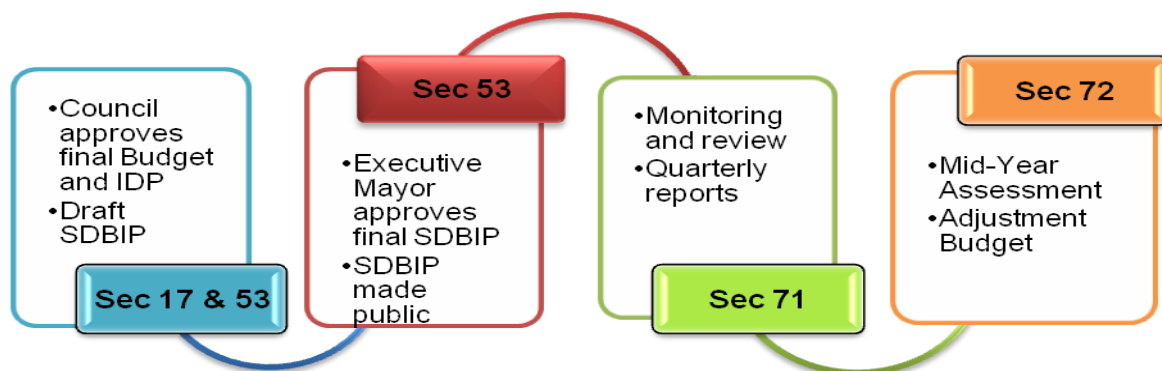 •Council
approves
final Budget
and IDP
•Draft
SDBIP
Sec 17 & 53
Sec 53
•Executive
Mayor
approves
final SDBIP
•SDBIP
made
public
•Monitoring
and review
•Quarterly
reports
Sec 71
Sec 72
•Mid-Year
Assessment
•Adjustment
Budget